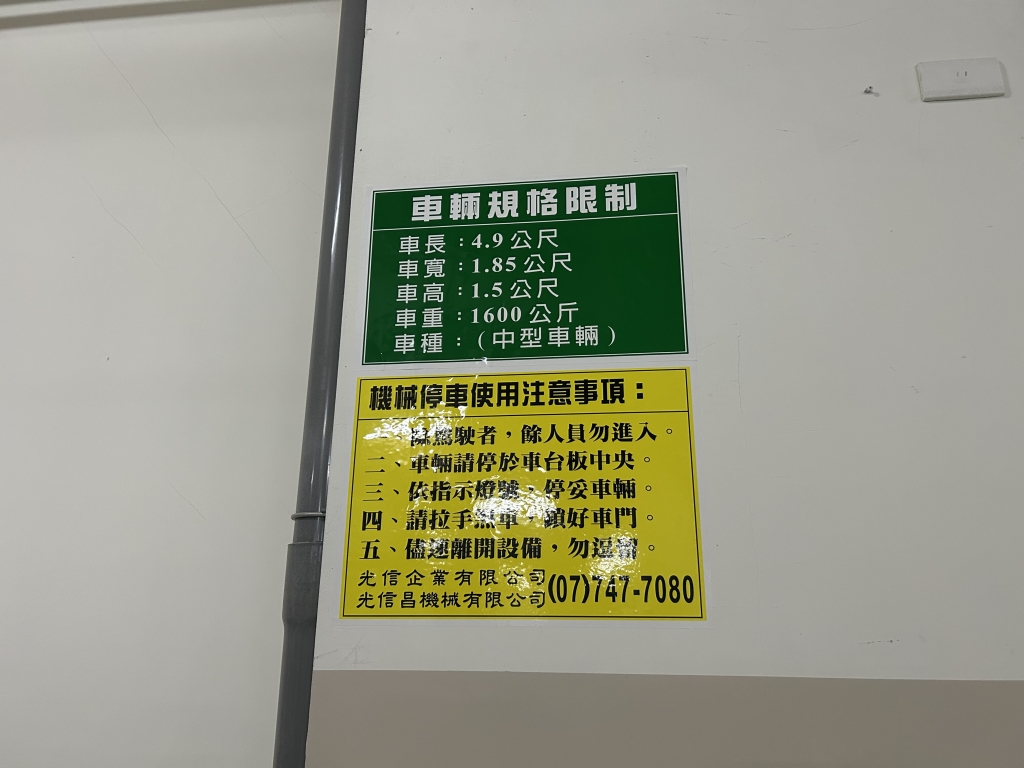 車輛規格限制
車長：4.9公尺
車寬：1.85公尺
車高：1.5公尺
車重：1600公斤
車種：（中型車輛）
機械停車使用注意事項：
一、除駕駛者，餘人員勿進入。
二、車輛請停於車台板中央。
三、依指示燈號、停妥車輛。
四、請拉手煞車，鎖好車門。
五、儘速離開設備，勿逗留。
光信企業有限公司
光信昌機械有限公司
(07)747-7080